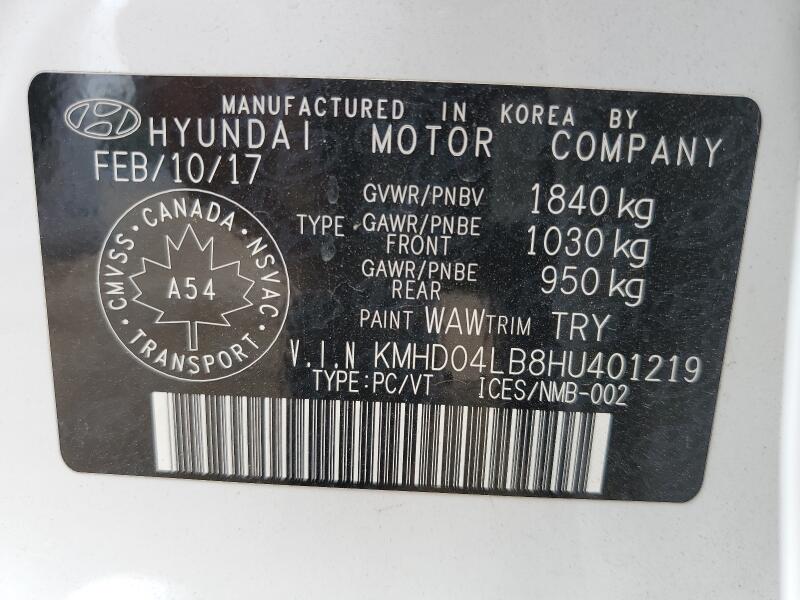 MANUFACTURED IN KOREA BY
HYUNDAI MOTOR COMPANY
FEB/10/17
GVWR/PNBV 1840 kg
TYPE GAWR/PNBE FRONT 1030 kg
GAWR/PNBE REAR 950 kg
PAINT WAW TRIM TRY
CMVSS · CANADA · NSVAC · TRANSPORT ·
A54
V.I.N KMHD04LB8HU401219
TYPE:PC/VT ICES/NMB-002